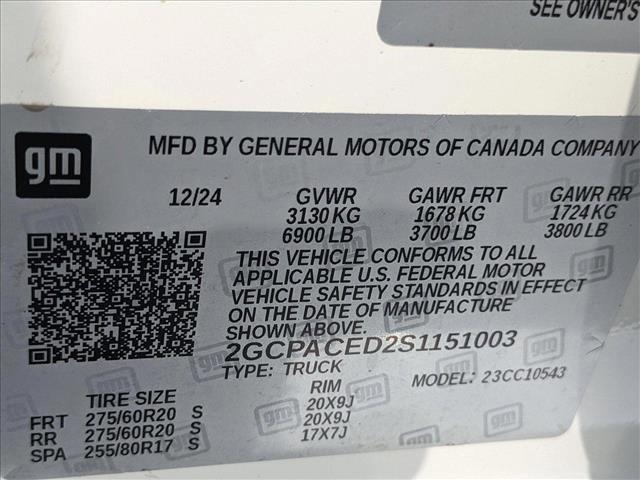 SEE OWNER'S
gm
MFD BY GENERAL MOTORS OF CANADA COMPANY
12/24 GVWR GAWR FRT GAWR RR
3130 KG 1678 KG 1724 KG
6900 LB 3700 LB 3800 LB
THIS VEHICLE CONFORMS TO ALL
APPLICABLE U.S. FEDERAL MOTOR
VEHICLE SAFETY STANDARDS IN EFFECT
ON THE DATE OF MANUFACTURE
SHOWN ABOVE.
2GCPACED2S1151003
TYPE: TRUCK MODEL: 23CC10543
TIRE SIZE RIM
FRT 275/60R20 S 20X9J
RR 275/60R20 S 20X9J
SPA 255/80R17 S 17X7J